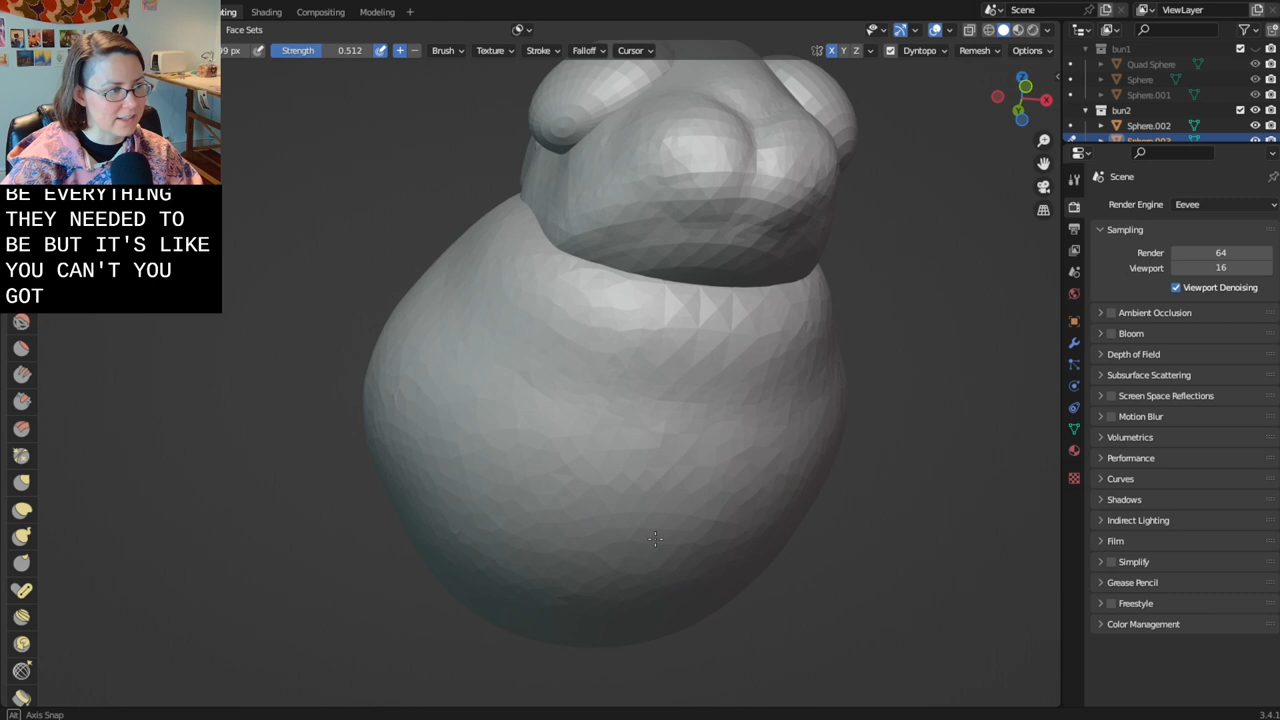 Shading Compositing Modeling +
Scene ViewLayer
Face Sets
Strength 0.512 Brush Texture Stroke Falloff Cursor X Y Z Dyntopo Remesh Options
bun1
Quad Sphere
Sphere
Sphere.001
bun2
Sphere.002
X
Y
Z
Scene
Render Engine Eevee
Sampling
Render 64
Viewport 16
Viewport Denoising
Ambient Occlusion
Bloom
Depth of Field
Subsurface Scattering
Screen Space Reflections
Motion Blur
Volumetrics
Performance
Curves
Shadows
Indirect Lighting
Film
Simplify
Grease Pencil
Freestyle
Color Management
BE EVERYTHING
THEY NEEDED TO
BE BUT IT'S LIKE
YOU CAN'T YOU
GOT
Alt Axis Snap
3.4.1